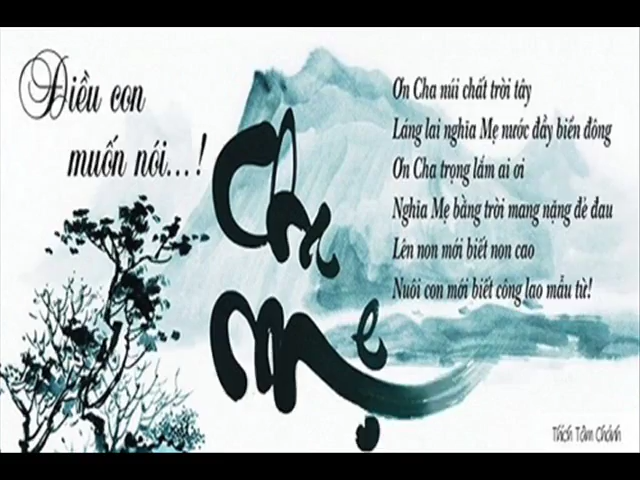 Điều con
muốn nói...!
Cha
Mẹ
Ơn Cha núi chất trời tây
Láng lai nghĩa Mẹ nước đầy biển đông
Ơn Cha trọng lắm ai ơi
Nghĩa Mẹ bằng trời mang nặng đẻ đau
Lên non mới biết non cao
Nuôi con mới biết công lao mẫu từ!
Thích Tâm Chánh